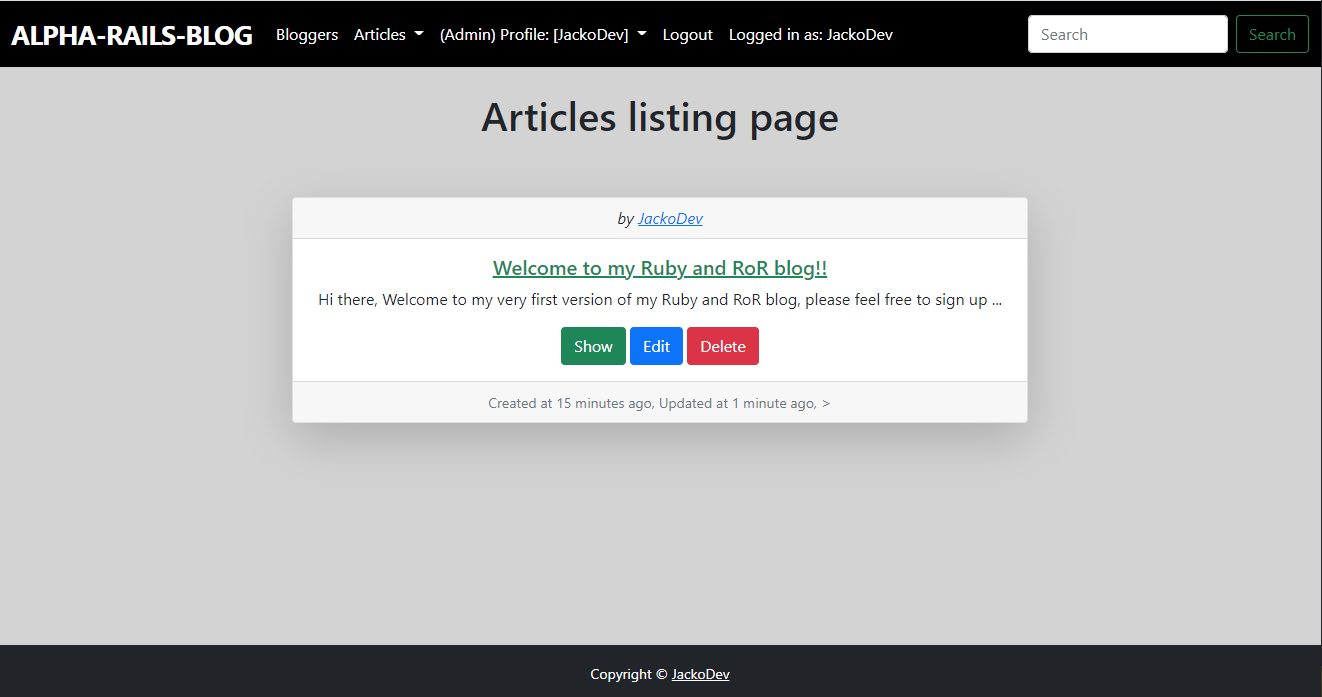 ALPHA-RAILS-BLOG Bloggers Articles (Admin) Profile: [JackoDev] Logout Logged in as: JackoDev Search Search
Articles listing page
by JackoDev
Welcome to my Ruby and RoR blog!!
Hi there, Welcome to my very first version of my Ruby and RoR blog, please feel free to sign up ...
Show Edit Delete
Created at 15 minutes ago, Updated at 1 minute ago, >
Copyright © JackoDev